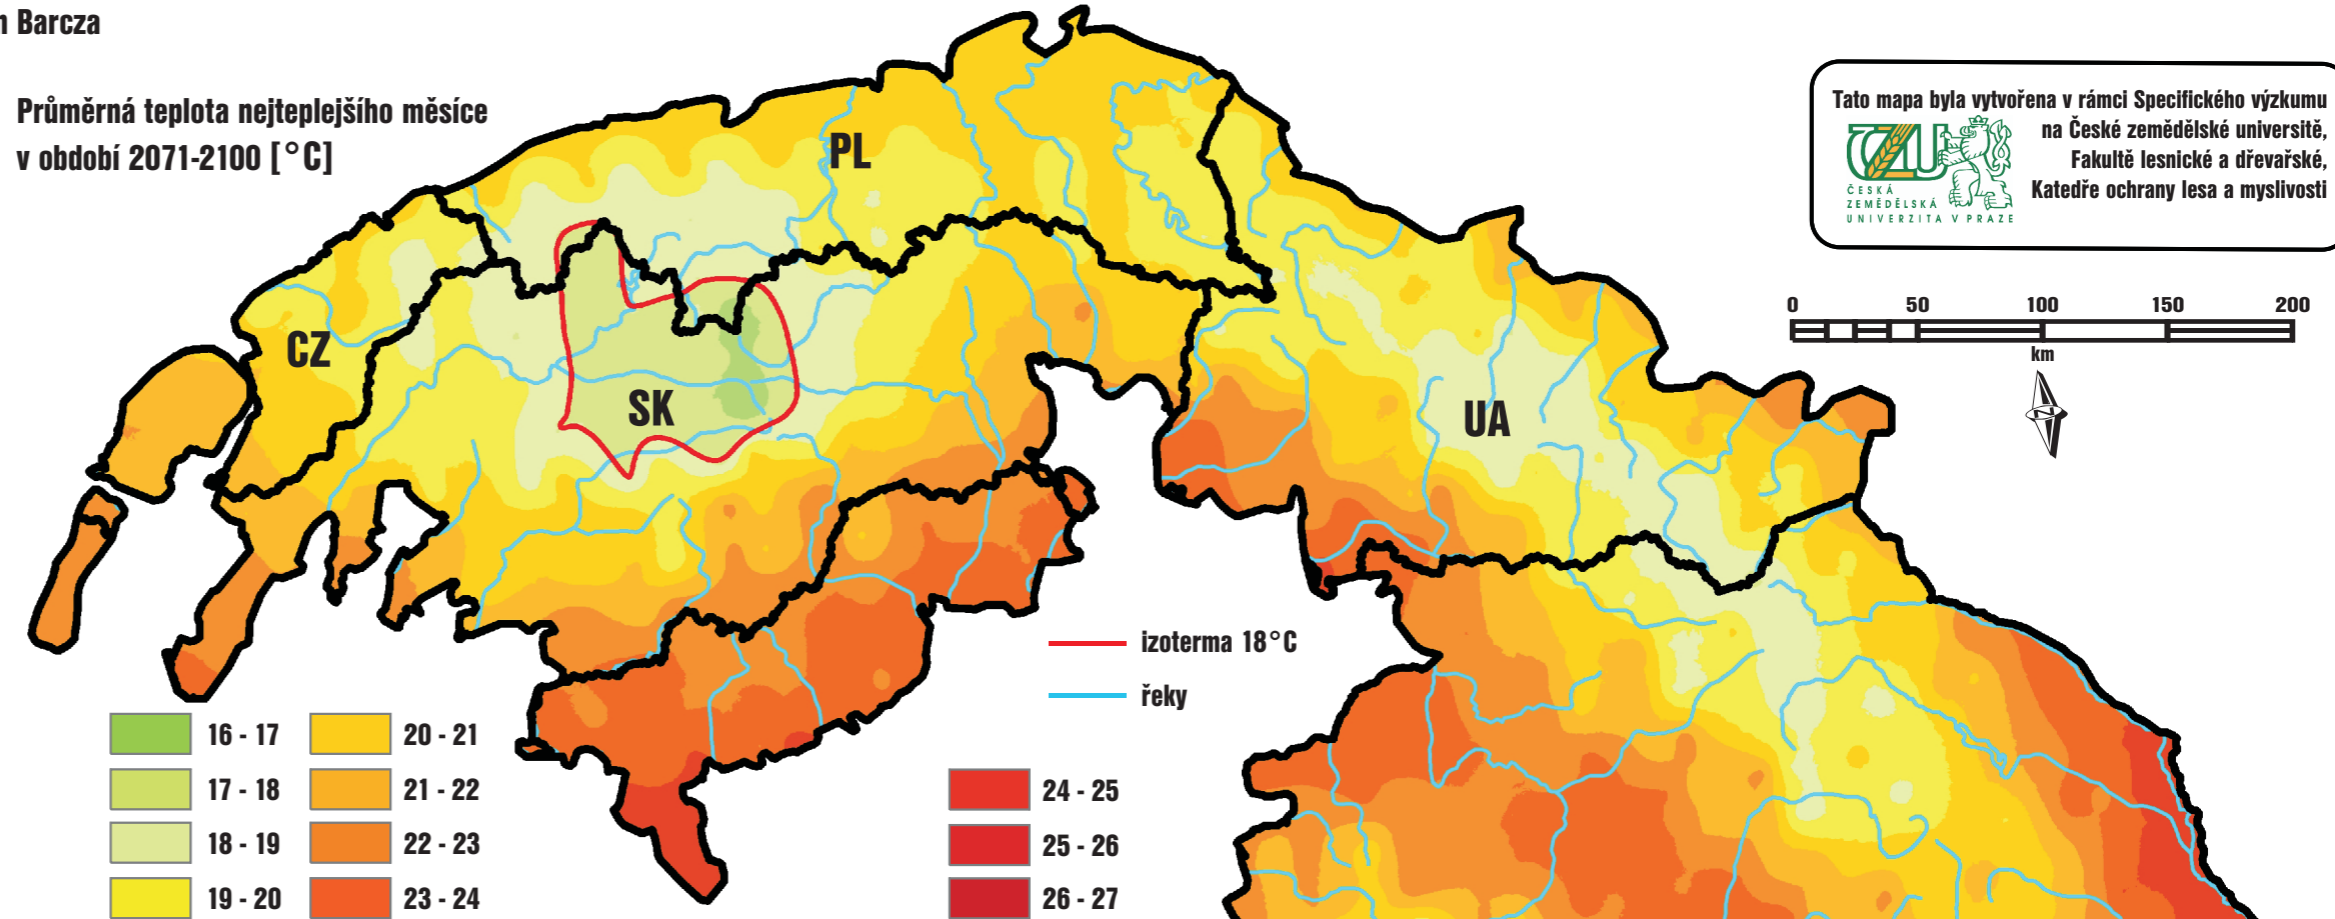 Barcza
Průměrná teplota nejteplejšího měsíce
v období 2071-2100 [°C]
Tato mapa byla vytvořena v rámci Specifického výzkumu
na České zemědělské universitě,
Fakultě lesnické a dřevařské,
Katedře ochrany lesa a myslivosti
ČZU
ČESKÁ
ZEMĚDĚLSKÁ
UNIVERZITA V PRAZE
0 50 100 150 200
km
N
PL
CZ
SK
UA
izoterma 18°C
řeky
16 - 17
17 - 18
18 - 19
19 - 20
20 - 21
21 - 22
22 - 23
23 - 24
24 - 25
25 - 26
26 - 27